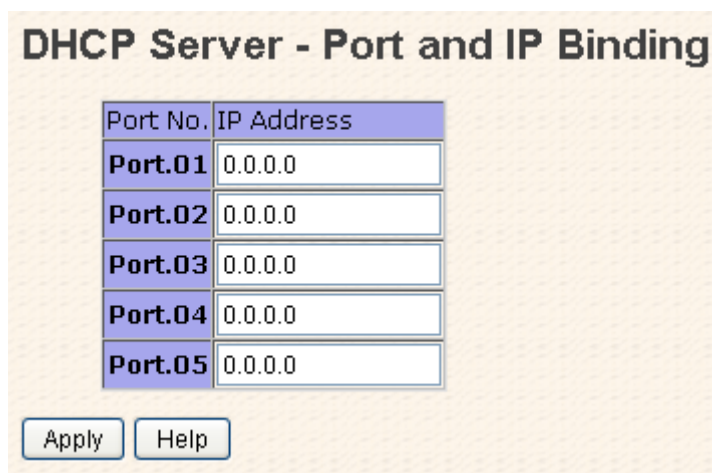 DHCP Server - Port and IP Binding
Port No. IP Address
Port.01 0.0.0.0
Port.02 0.0.0.0
Port.03 0.0.0.0
Port.04 0.0.0.0
Port.05 0.0.0.0
Apply Help